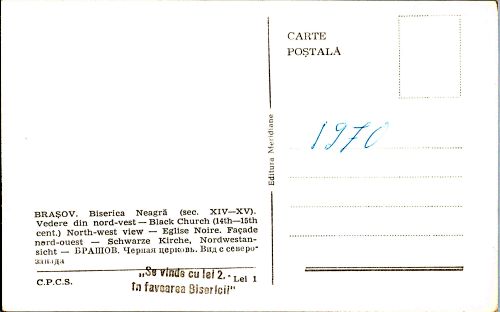 CARTE
POȘTALĂ
1970
Editura Meridiane
BRAȘOV. Biserica Neagră (sec. XIV—XV).
Vedere din nord-vest — Black Church (14th—15th
cent.) North-west view — Eglise Noire. Façade
nord-ouest — Schwarze Kirche, Nordwestan-
sicht — БРАШОВ. Черная церковь. Вид с северо-
запада
C.P.C.S.
„Se vinde cu lei 2.-
Lei 1
în favoarea Bisericii"